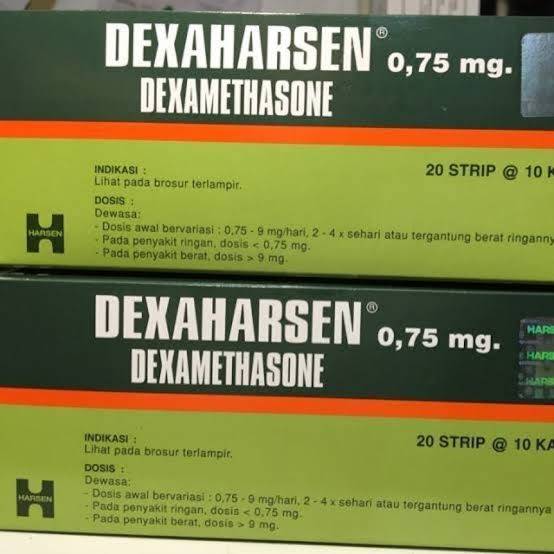 DEXAHARSEN® 0,75 mg.
DEXAMETHASONE
INDIKASI :
Lihat pada brosur terlampir.
20 STRIP @ 10 K
DOSIS :
Dewasa:
- Dosis awal bervariasi : 0,75 - 9 mg/hari, 2 - 4 x sehari atau tergantung berat ringanny
- Pada penyakit ringan, dosis < 0,75 mg.
- Pada penyakit berat, dosis > 9 mg.
HARSEN
DEXAHARSEN® 0,75 mg.
DEXAMETHASONE
HARS
HARS
HARS
INDIKASI :
Lihat pada brosur terlampir.
20 STRIP @ 10 KA
DOSIS :
Dewasa:
- Dosis awal bervariasi : 0,75 - 9 mg/hari, 2 - 4 x sehari atau tergantung berat ringannya
- Pada penyakit ringan, dosis < 0,75 mg.
- Pada penyakit berat, dosis > 9 mg.
HARSEN